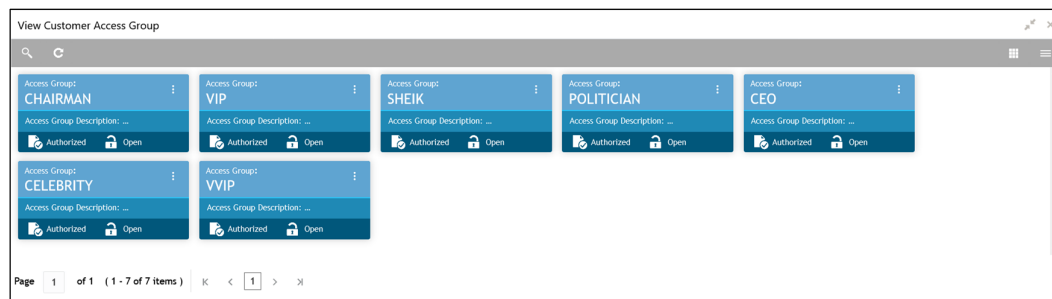 View Customer Access Group
Access Group: Access Group: Access Group: Access Group: Access Group:
CHAIRMAN VIP SHEIK POLITICIAN CEO
Access Group Description: ... Access Group Description: ... Access Group Description: ... Access Group Description: ... Access Group Description: ...
Authorized Open Authorized Open Authorized Open Authorized Open Authorized Open
Access Group: Access Group:
CELEBRITY VVIP
Access Group Description: ... Access Group Description: ...
Authorized Open Authorized Open
Page 1 of 1 ( 1 - 7 of 7 items ) 1